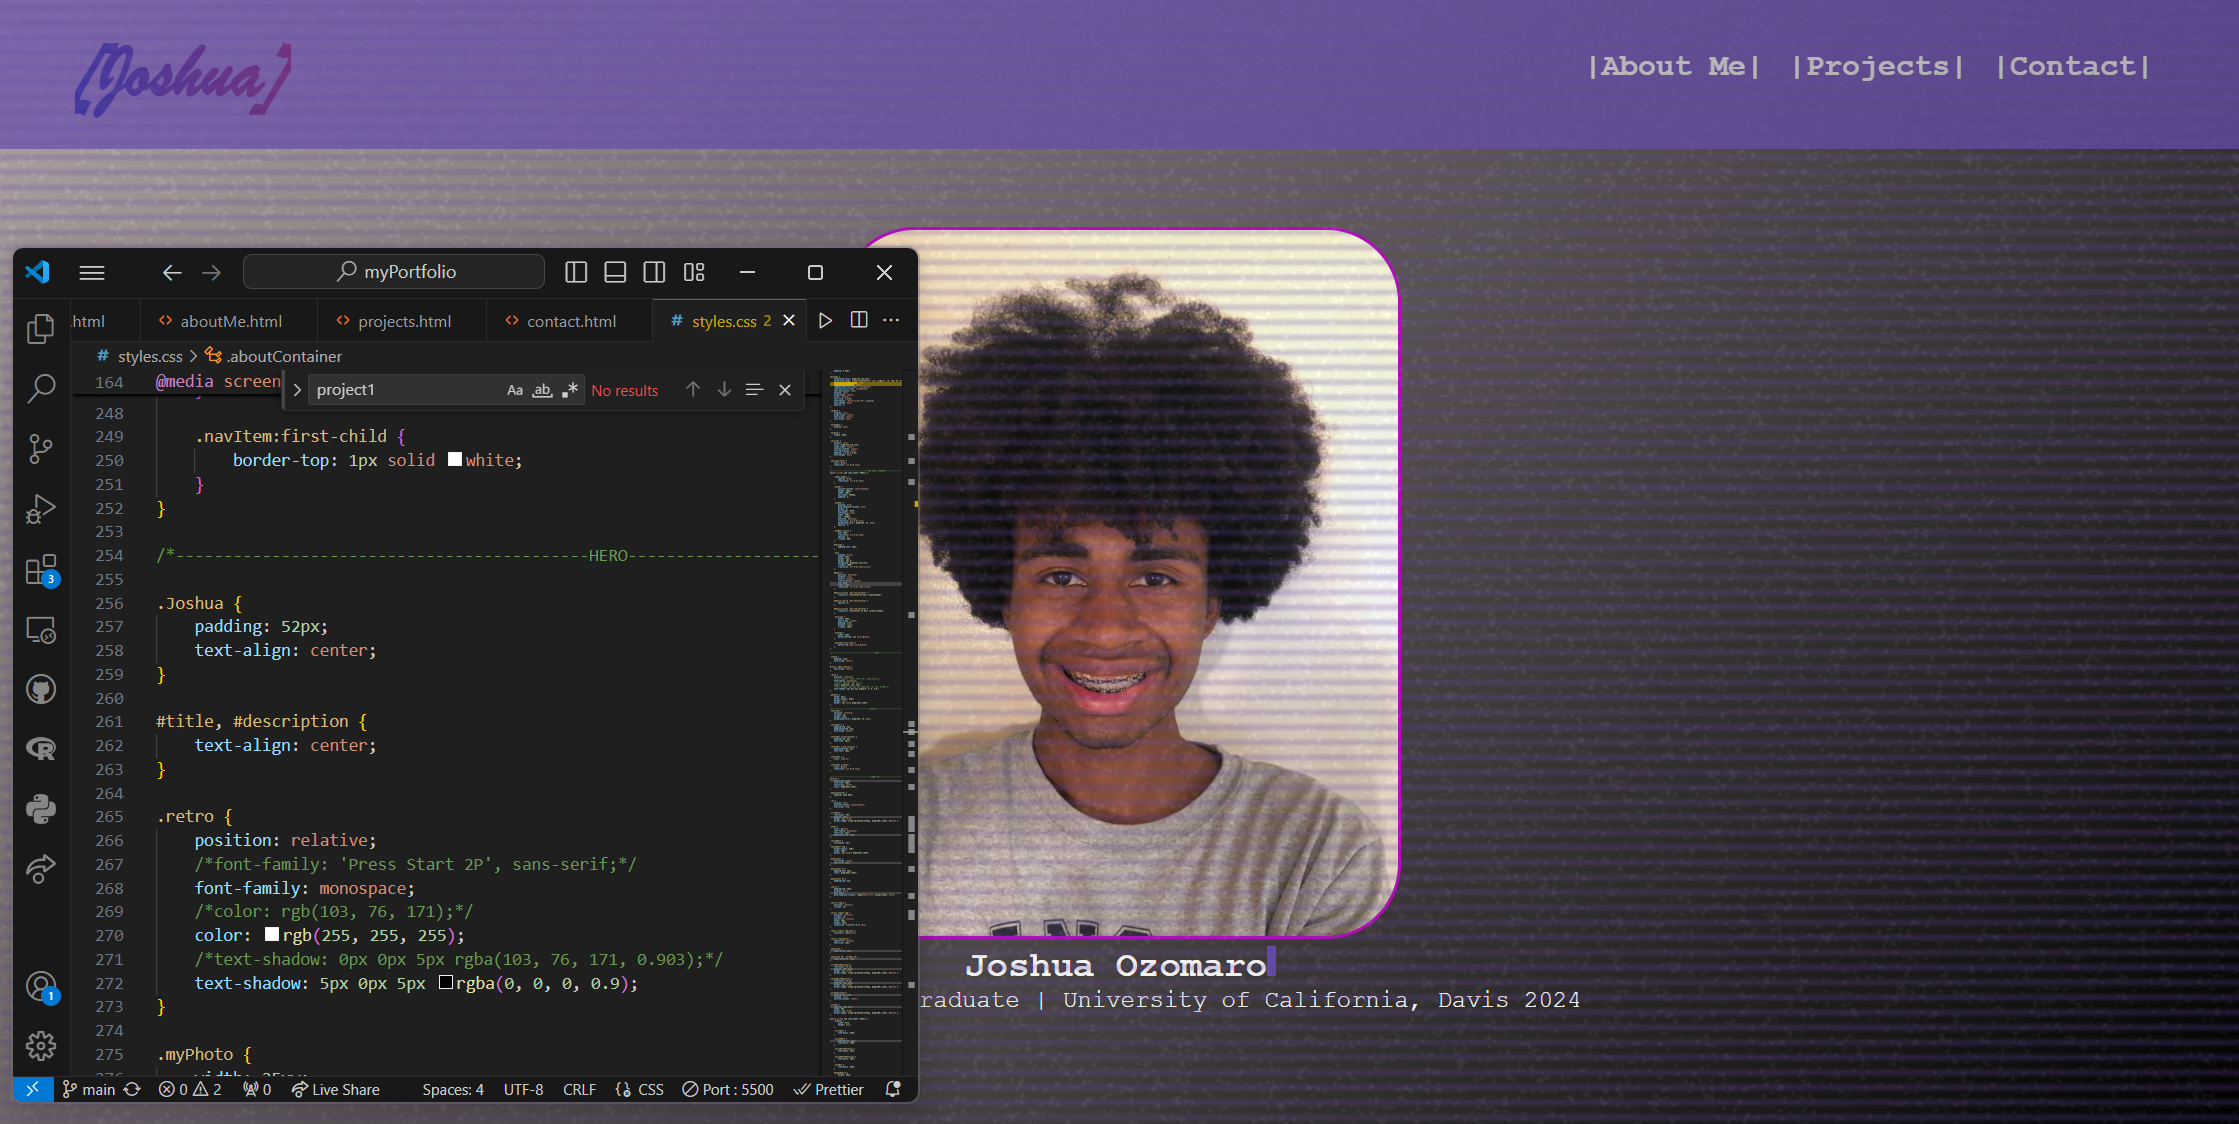 [Joshua]
|About Me| |Projects| |Contact|
myPortfolio
.html
aboutMe.html
projects.html
contact.html
styles.css 2
styles.css > .aboutContainer
164 @media screen
project1
Aa ab .* No results
248
249 .navItem:first-child {
250 border-top: 1px solid white;
251 }
252 }
253
254 /*-------------------------------------------HERO--------------------
255
256 .Joshua {
257 padding: 52px;
258 text-align: center;
259 }
260
261 #title, #description {
262 text-align: center;
263 }
264
265 .retro {
266 position: relative;
267 /*font-family: 'Press Start 2P', sans-serif;*/
268 font-family: monospace;
269 /*color: rgb(103, 76, 171);*/
270 color: rgb(255, 255, 255);
271 /*text-shadow: 0px 0px 5px rgba(103, 76, 171, 0.903);*/
272 text-shadow: 5px 0px 5px rgba(0, 0, 0, 0.9);
273 }
274
275 .myPhoto {
3
1
main 0 2 0 Live Share Spaces: 4 UTF-8 CRLF {} CSS Port : 5500 Prettier
Joshua Ozomaro
raduate | University of California, Davis 2024